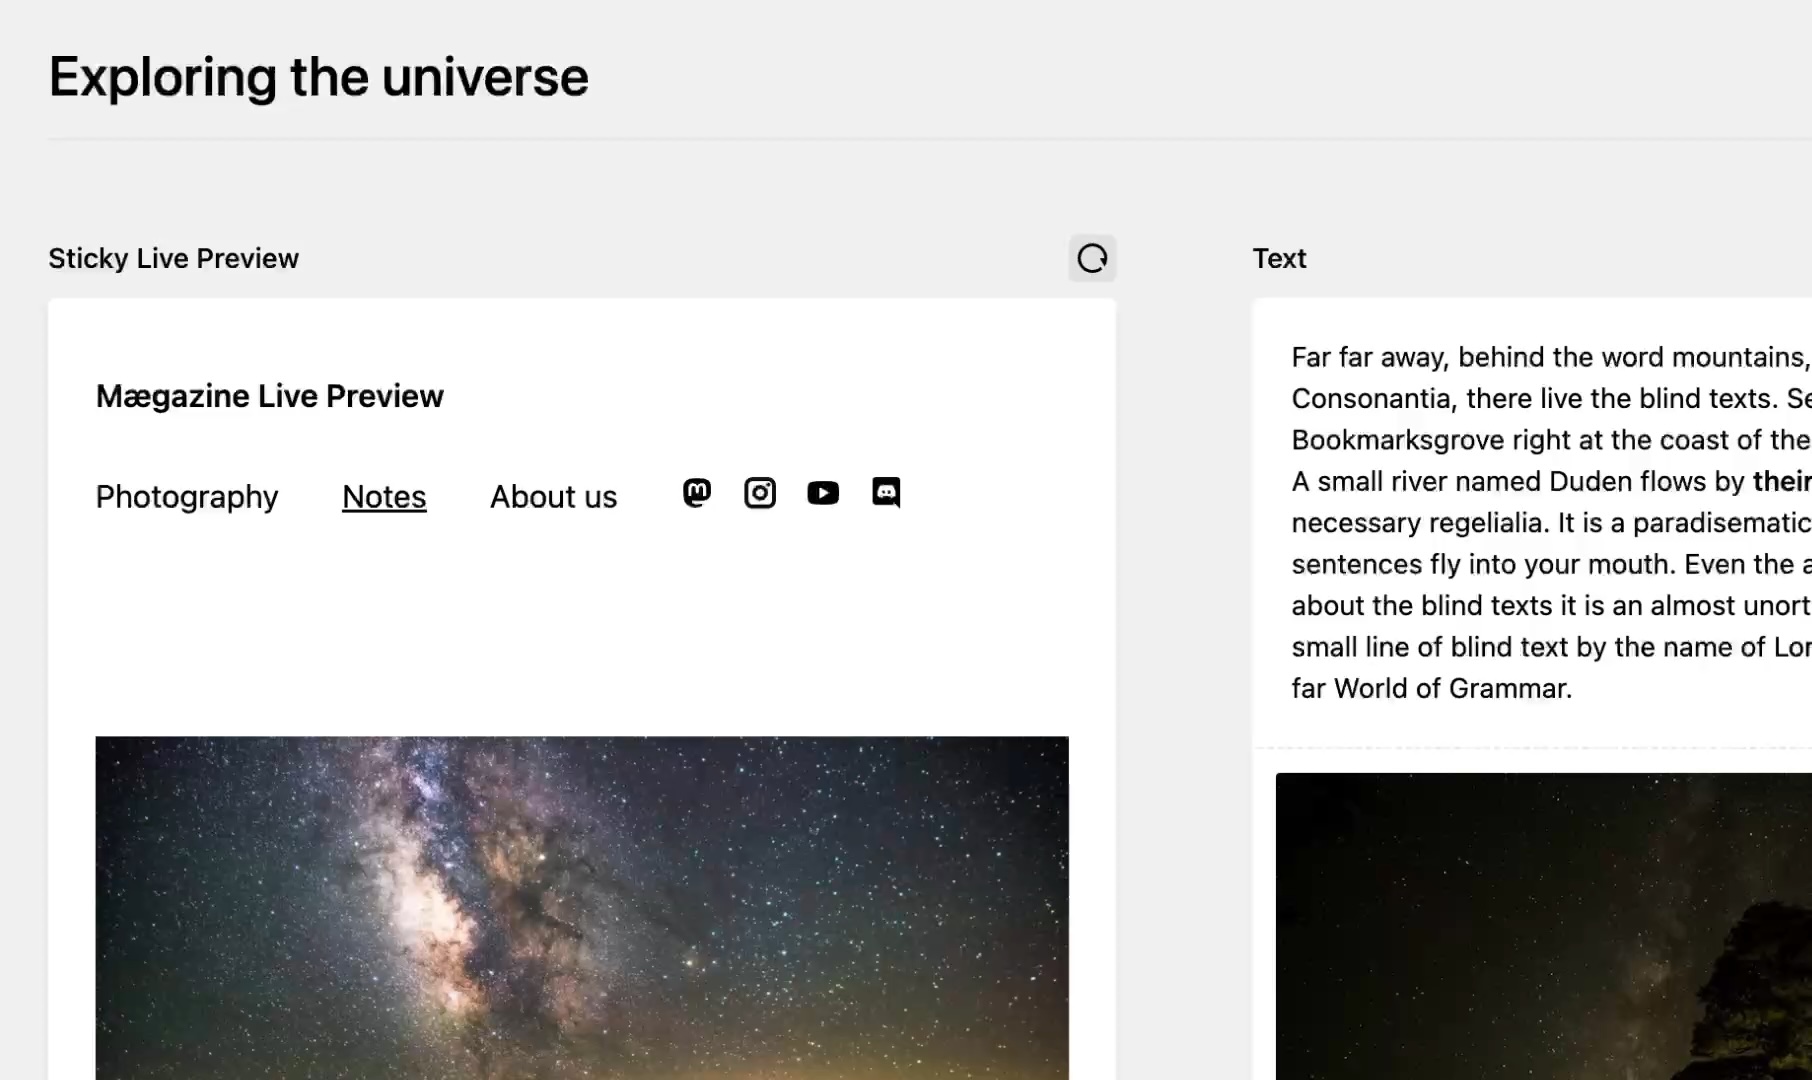 Exploring the universe
Sticky Live Preview
Mægazine Live Preview
Photography Notes About us
Text
Far far away, behind the word mountains,
Consonantia, there live the blind texts.
Bookmarksgrove right at the coast of the
A small river named Duden flows by their
necessary regelialia. It is a paradisematic
sentences fly into your mouth. Even the
about the blind texts it is an almost
small line of blind text by the name of
far World of Grammar.